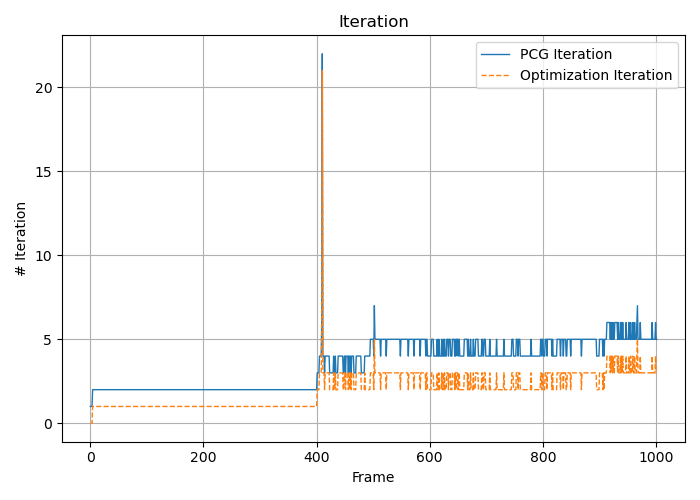 Iteration
PCG Iteration
Optimization Iteration
# Iteration
20
15
10
5
0
0 200 400 600 800 1000
Frame